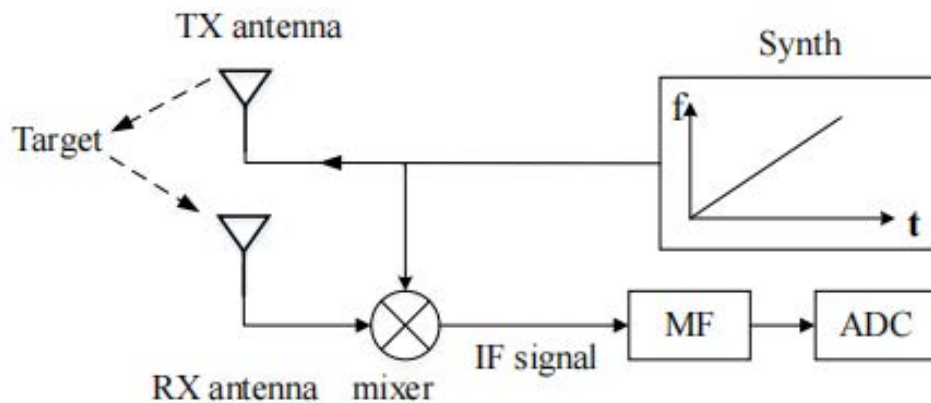 TX antenna
Synth
f
Target
t
MF
ADC
IF signal
RX antenna
mixer